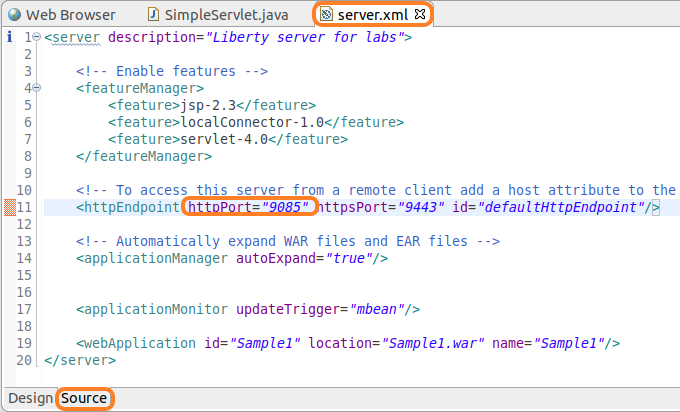 Web Browser SimpleServlet.java server.xml
1 <server description="Liberty server for labs">
2
3 <!-- Enable features -->
4 <featureManager>
5 <feature>jsp-2.3</feature>
6 <feature>localConnector-1.0</feature>
7 <feature>servlet-4.0</feature>
8 </featureManager>
9
10 <!-- To access this server from a remote client add a host attribute to the
11 <httpEndpoint httpPort="9085" httpsPort="9443" id="defaultHttpEndpoint"/>
12
13 <!-- Automatically expand WAR files and EAR files -->
14 <applicationManager autoExpand="true"/>
15
16
17 <applicationMonitor updateTrigger="mbean"/>
18
19 <webApplication id="Sample1" location="Sample1.war" name="Sample1"/>
20 </server>
Design Source